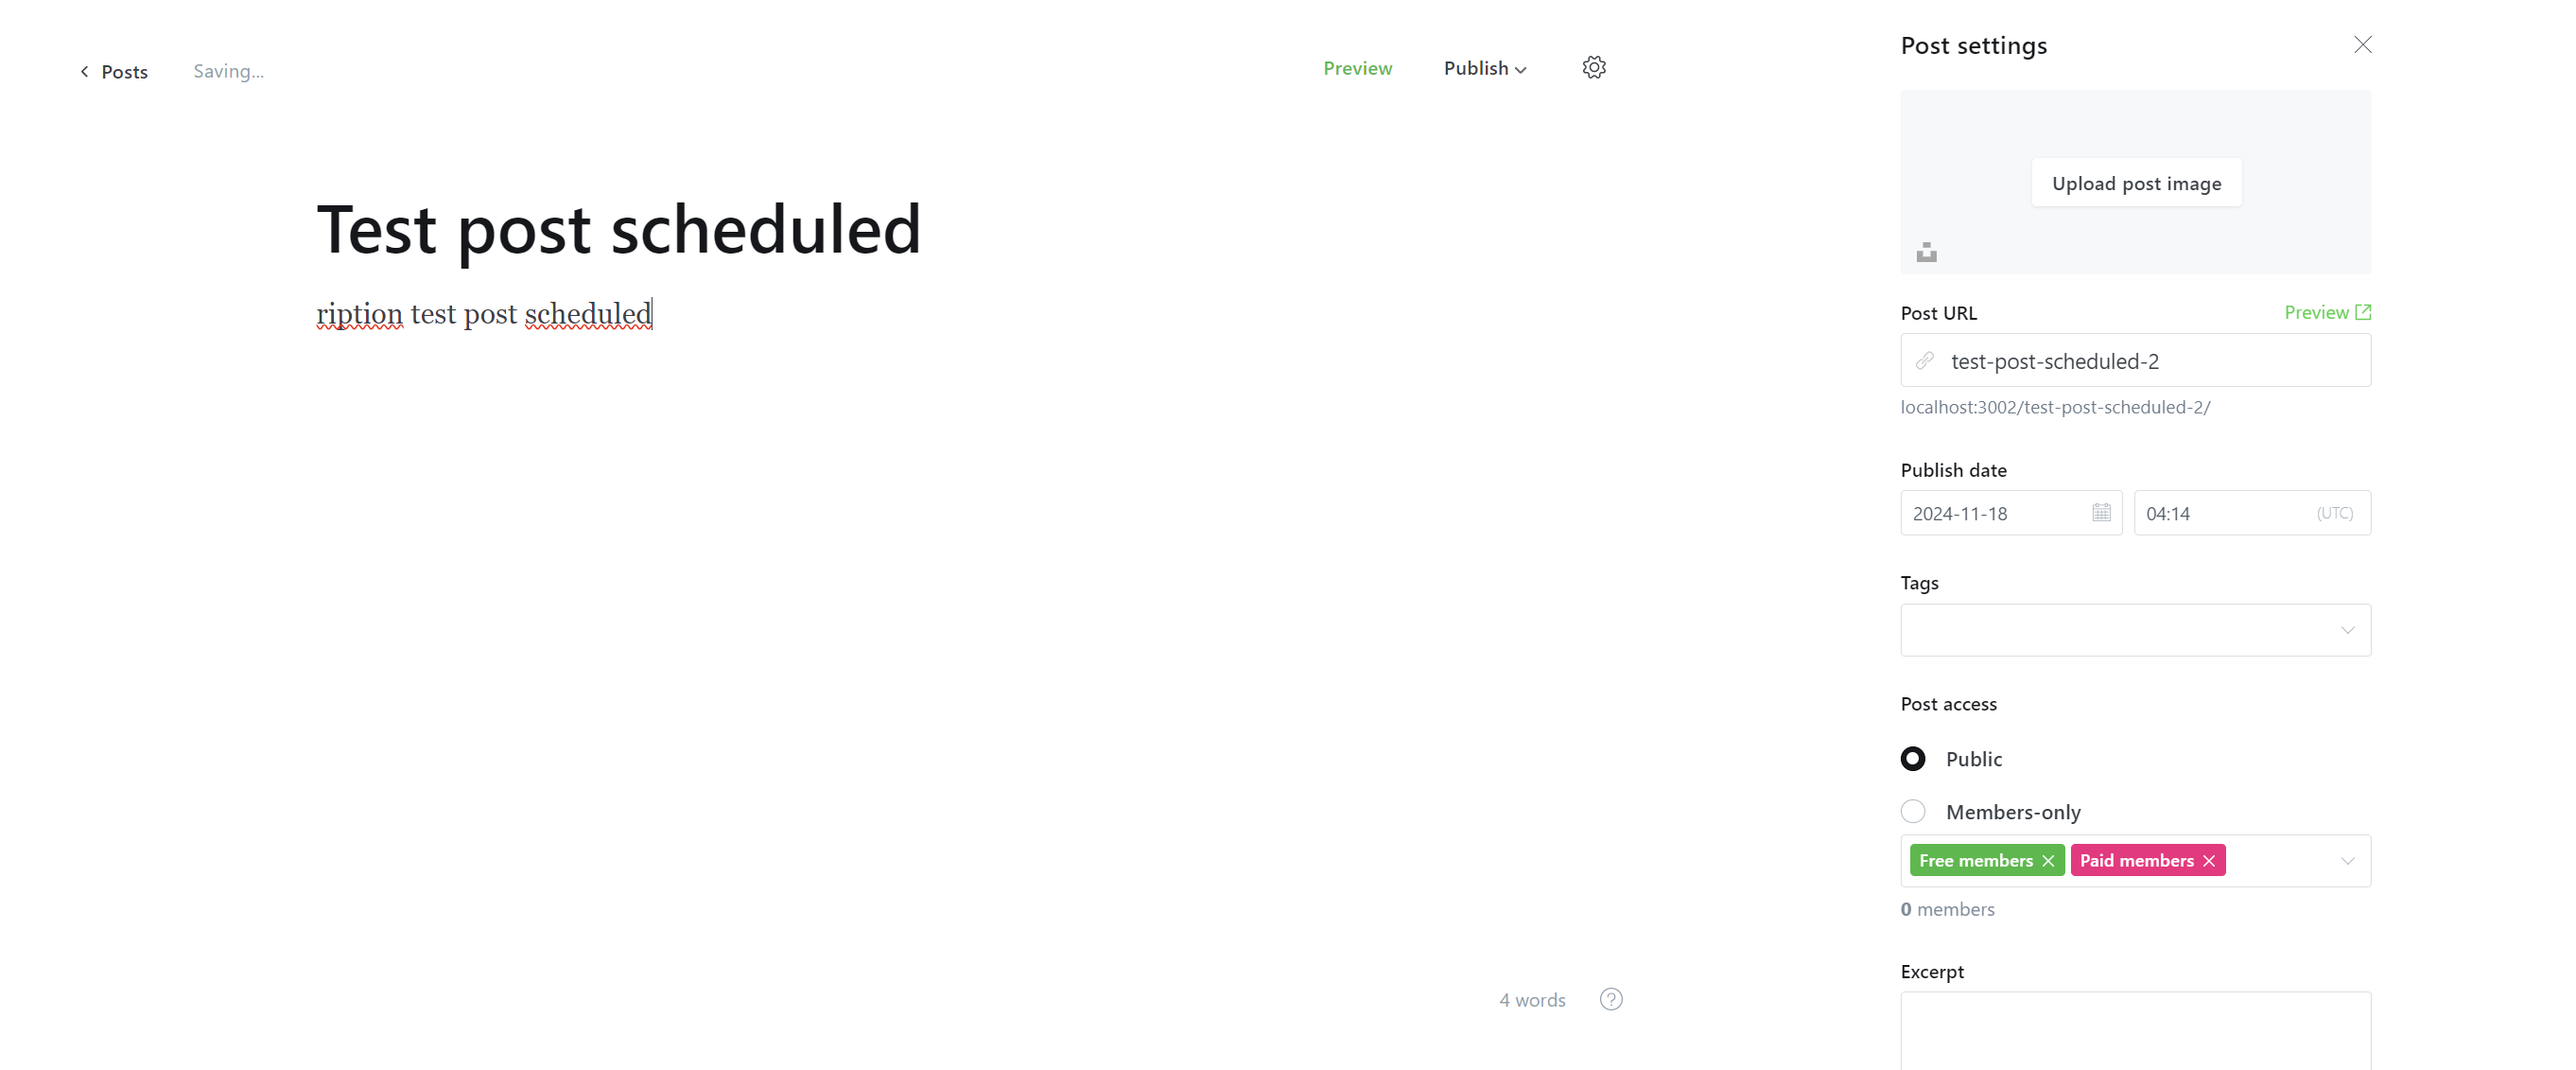 Posts
Saving...
Preview
Publish
Test post scheduled
ription test post scheduled
4 words
?
Post settings
Upload post image
Post URL
Preview
test-post-scheduled-2
localhost:3002/test-post-scheduled-2/
Publish date
2024-11-18
04:14
(UTC)
Tags
Post access
Public
Members-only
Free members
Paid members
0 members
Excerpt